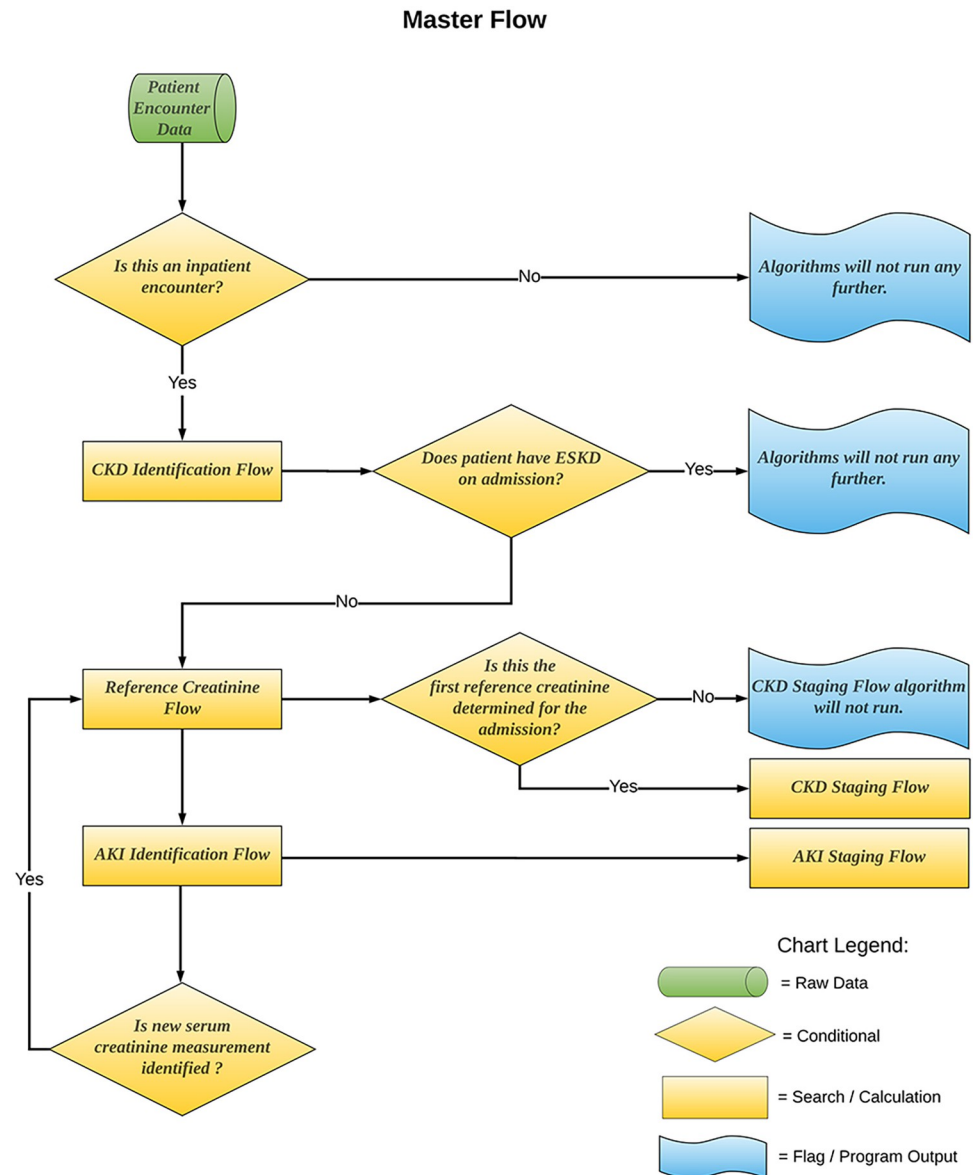 Master Flow
Patient
Encounter
Data
Is this an inpatient
encounter?
No
Algorithms will not run any
further.
Yes
CKD Identification Flow
Does patient have ESKD
on admission?
Yes
Algorithms will not run any
further.
No
Reference Creatinine
Flow
Is this the
first reference creatinine
determined for the
admission?
No
CKD Staging Flow algorithm
will not run.
Yes
CKD Staging Flow
AKI Identification Flow
AKI Staging Flow
Yes
Is new serum
creatinine measurement
identified ?
Chart Legend:
= Raw Data
= Conditional
= Search / Calculation
= Flag / Program Output